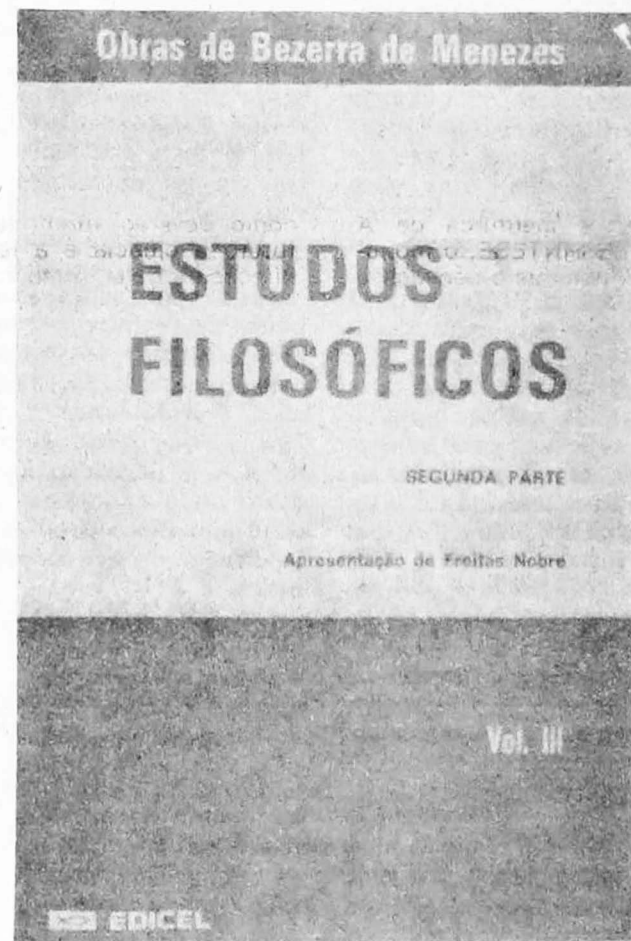 Obras de Bezerra de Menezes
ESTUDOS
FILOSÓFICOS
SEGUNDA PARTE
Apresentação de Freitas Nobre
Vol. III
EDICEL